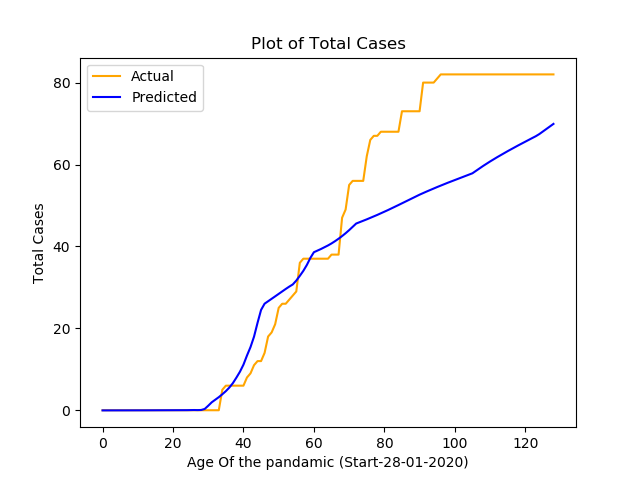 Plot of Total Cases
Actual
Predicted
80
60
40
20
0
Total Cases
0 20 40 60 80 100 120
Age Of the pandamic (Start-28-01-2020)